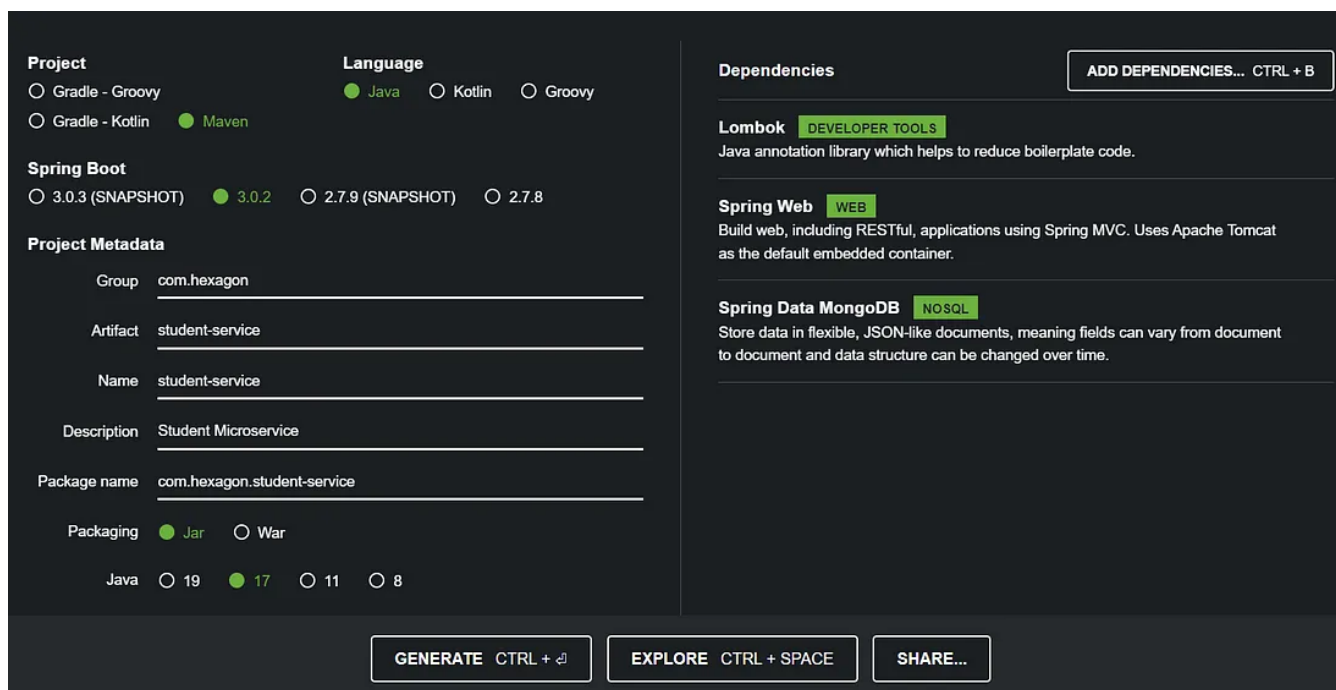 Project
Gradle - Groovy
Gradle - Kotlin Maven
Language
Java Kotlin Groovy
Spring Boot
3.0.3 (SNAPSHOT) 3.0.2 2.7.9 (SNAPSHOT) 2.7.8
Project Metadata
Group com.hexagon
Artifact student-service
Name student-service
Description Student Microservice
Package name com.hexagon.student-service
Packaging Jar War
Java 19 17 11 8
Dependencies
ADD DEPENDENCIES... CTRL + B
Lombok DEVELOPER TOOLS
Java annotation library which helps to reduce boilerplate code.
Spring Web WEB
Build web, including RESTful, applications using Spring MVC. Uses Apache Tomcat
as the default embedded container.
Spring Data MongoDB NOSQL
Store data in flexible, JSON-like documents, meaning fields can vary from document
to document and data structure can be changed over time.
GENERATE CTRL + ⏎
EXPLORE CTRL + SPACE
SHARE...